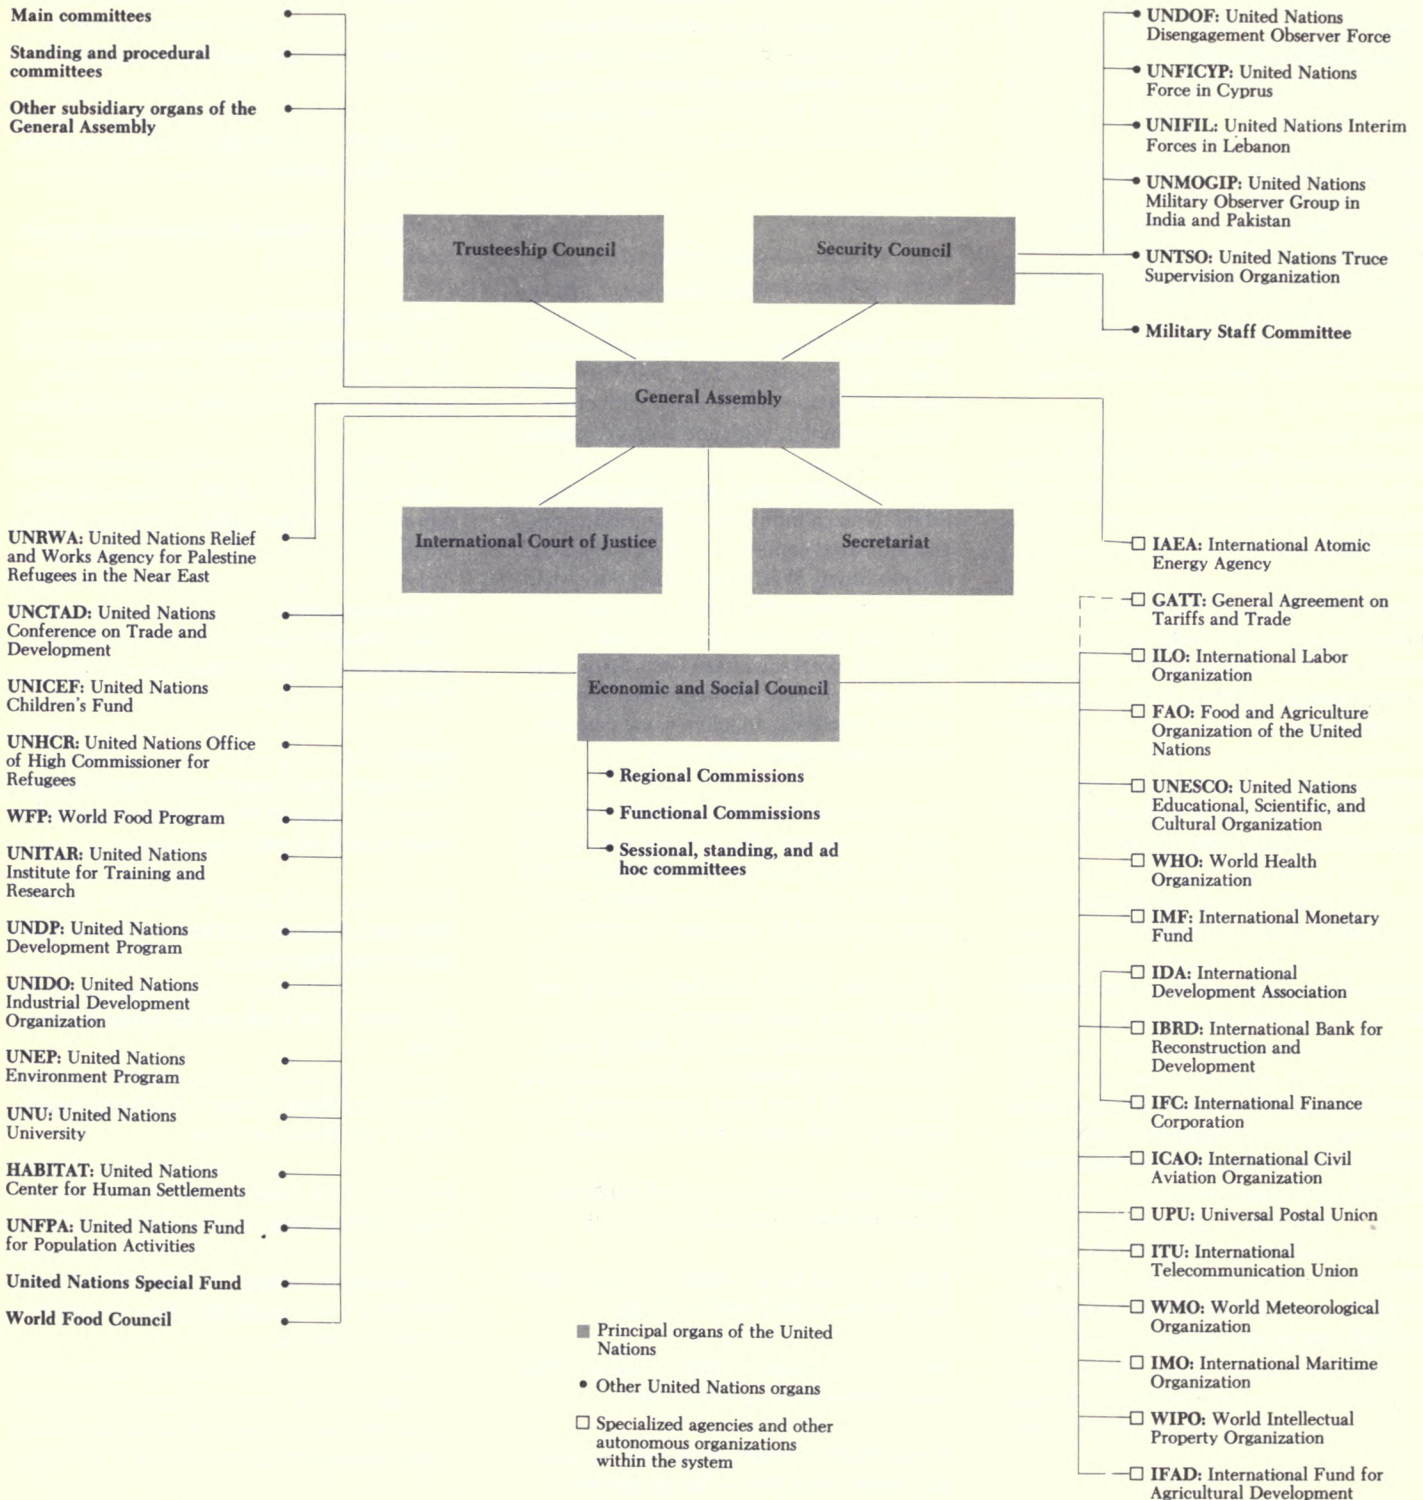 Main committees
Standing and procedural
committees
Other subsidiary organs of the
General Assembly
UNDOF: United Nations
Disengagement Observer Force
UNFICYP: United Nations
Force in Cyprus
UNIFIL: United Nations Interim
Forces in Lebanon
UNMOGIP: United Nations
Military Observer Group in
India and Pakistan
UNTSO: United Nations Truce
Supervision Organization
Military Staff Committee
Trusteeship Council
Security Council
General Assembly
International Court of Justice
Secretariat
Economic and Social Council
Regional Commissions
Functional Commissions
Sessional, standing, and ad
hoc committees
UNRWA: United Nations Relief
and Works Agency for Palestine
Refugees in the Near East
UNCTAD: United Nations
Conference on Trade and
Development
UNICEF: United Nations
Children's Fund
UNHCR: United Nations Office
of High Commissioner for
Refugees
WFP: World Food Program
UNITAR: United Nations
Institute for Training and
Research
UNDP: United Nations
Development Program
UNIDO: United Nations
Industrial Development
Organization
UNEP: United Nations
Environment Program
UNU: United Nations
University
HABITAT: United Nations
Center for Human Settlements
UNFPA: United Nations Fund
for Population Activities
United Nations Special Fund
World Food Council
IAEA: International Atomic
Energy Agency
GATT: General Agreement on
Tariffs and Trade
ILO: International Labor
Organization
FAO: Food and Agriculture
Organization of the United
Nations
UNESCO: United Nations
Educational, Scientific, and
Cultural Organization
WHO: World Health
Organization
IMF: International Monetary
Fund
IDA: International
Development Association
IBRD: International Bank for
Reconstruction and
Development
IFC: International Finance
Corporation
ICAO: International Civil
Aviation Organization
UPU: Universal Postal Union
ITU: International
Telecommunication Union
WMO: World Meteorological
Organization
IMO: International Maritime
Organization
WIPO: World Intellectual
Property Organization
IFAD: International Fund for
Agricultural Development
Principal organs of the United
Nations
Other United Nations organs
Specialized agencies and other
autonomous organizations
within the system